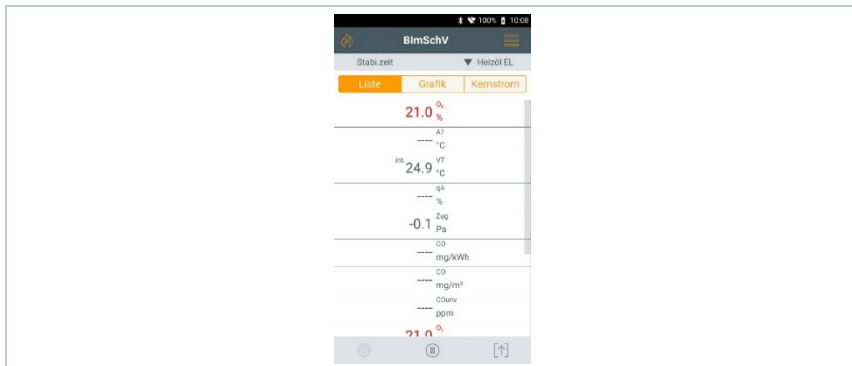 100% 10:08
BImSchV
Stabi.zeit ▼ Heizöl EL
Liste Grafik Kernstrom
21.0 O₂ %
---- AT °C
int. 24.9 VT °C
---- qA %
-0.1 Zug Pa
---- CO mg/kWh
---- CO mg/m³
---- COunv ppm
21.0 O₂